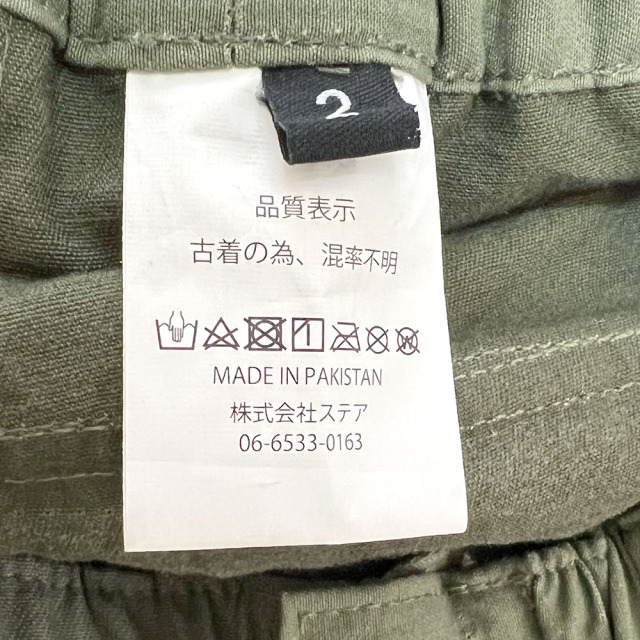 2
品質表示
古着の為、混率不明
MADE IN PAKISTAN
株式会社ステア
06-6533-0163